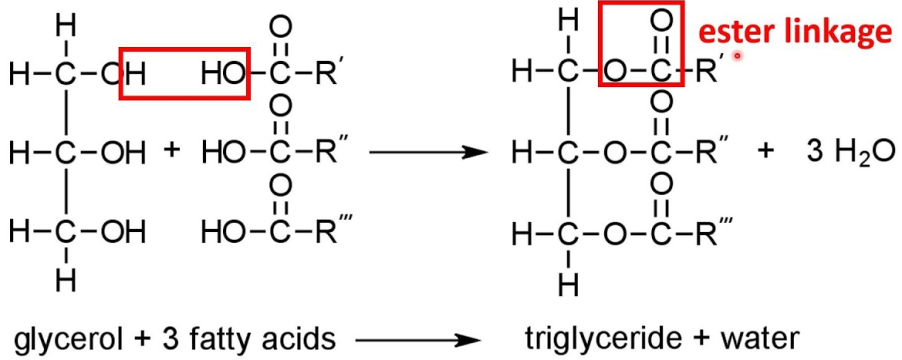 H O H O
H–C–OH HO–C–R′ H–C–O–C–R′ ester linkage
O O
H–C–OH + HO–C–R″ H–C–O–C–R″ + 3 H₂O
O O
H–C–OH HO–C–R‴ H–C–O–C–R‴
H H
glycerol + 3 fatty acids triglyceride + water